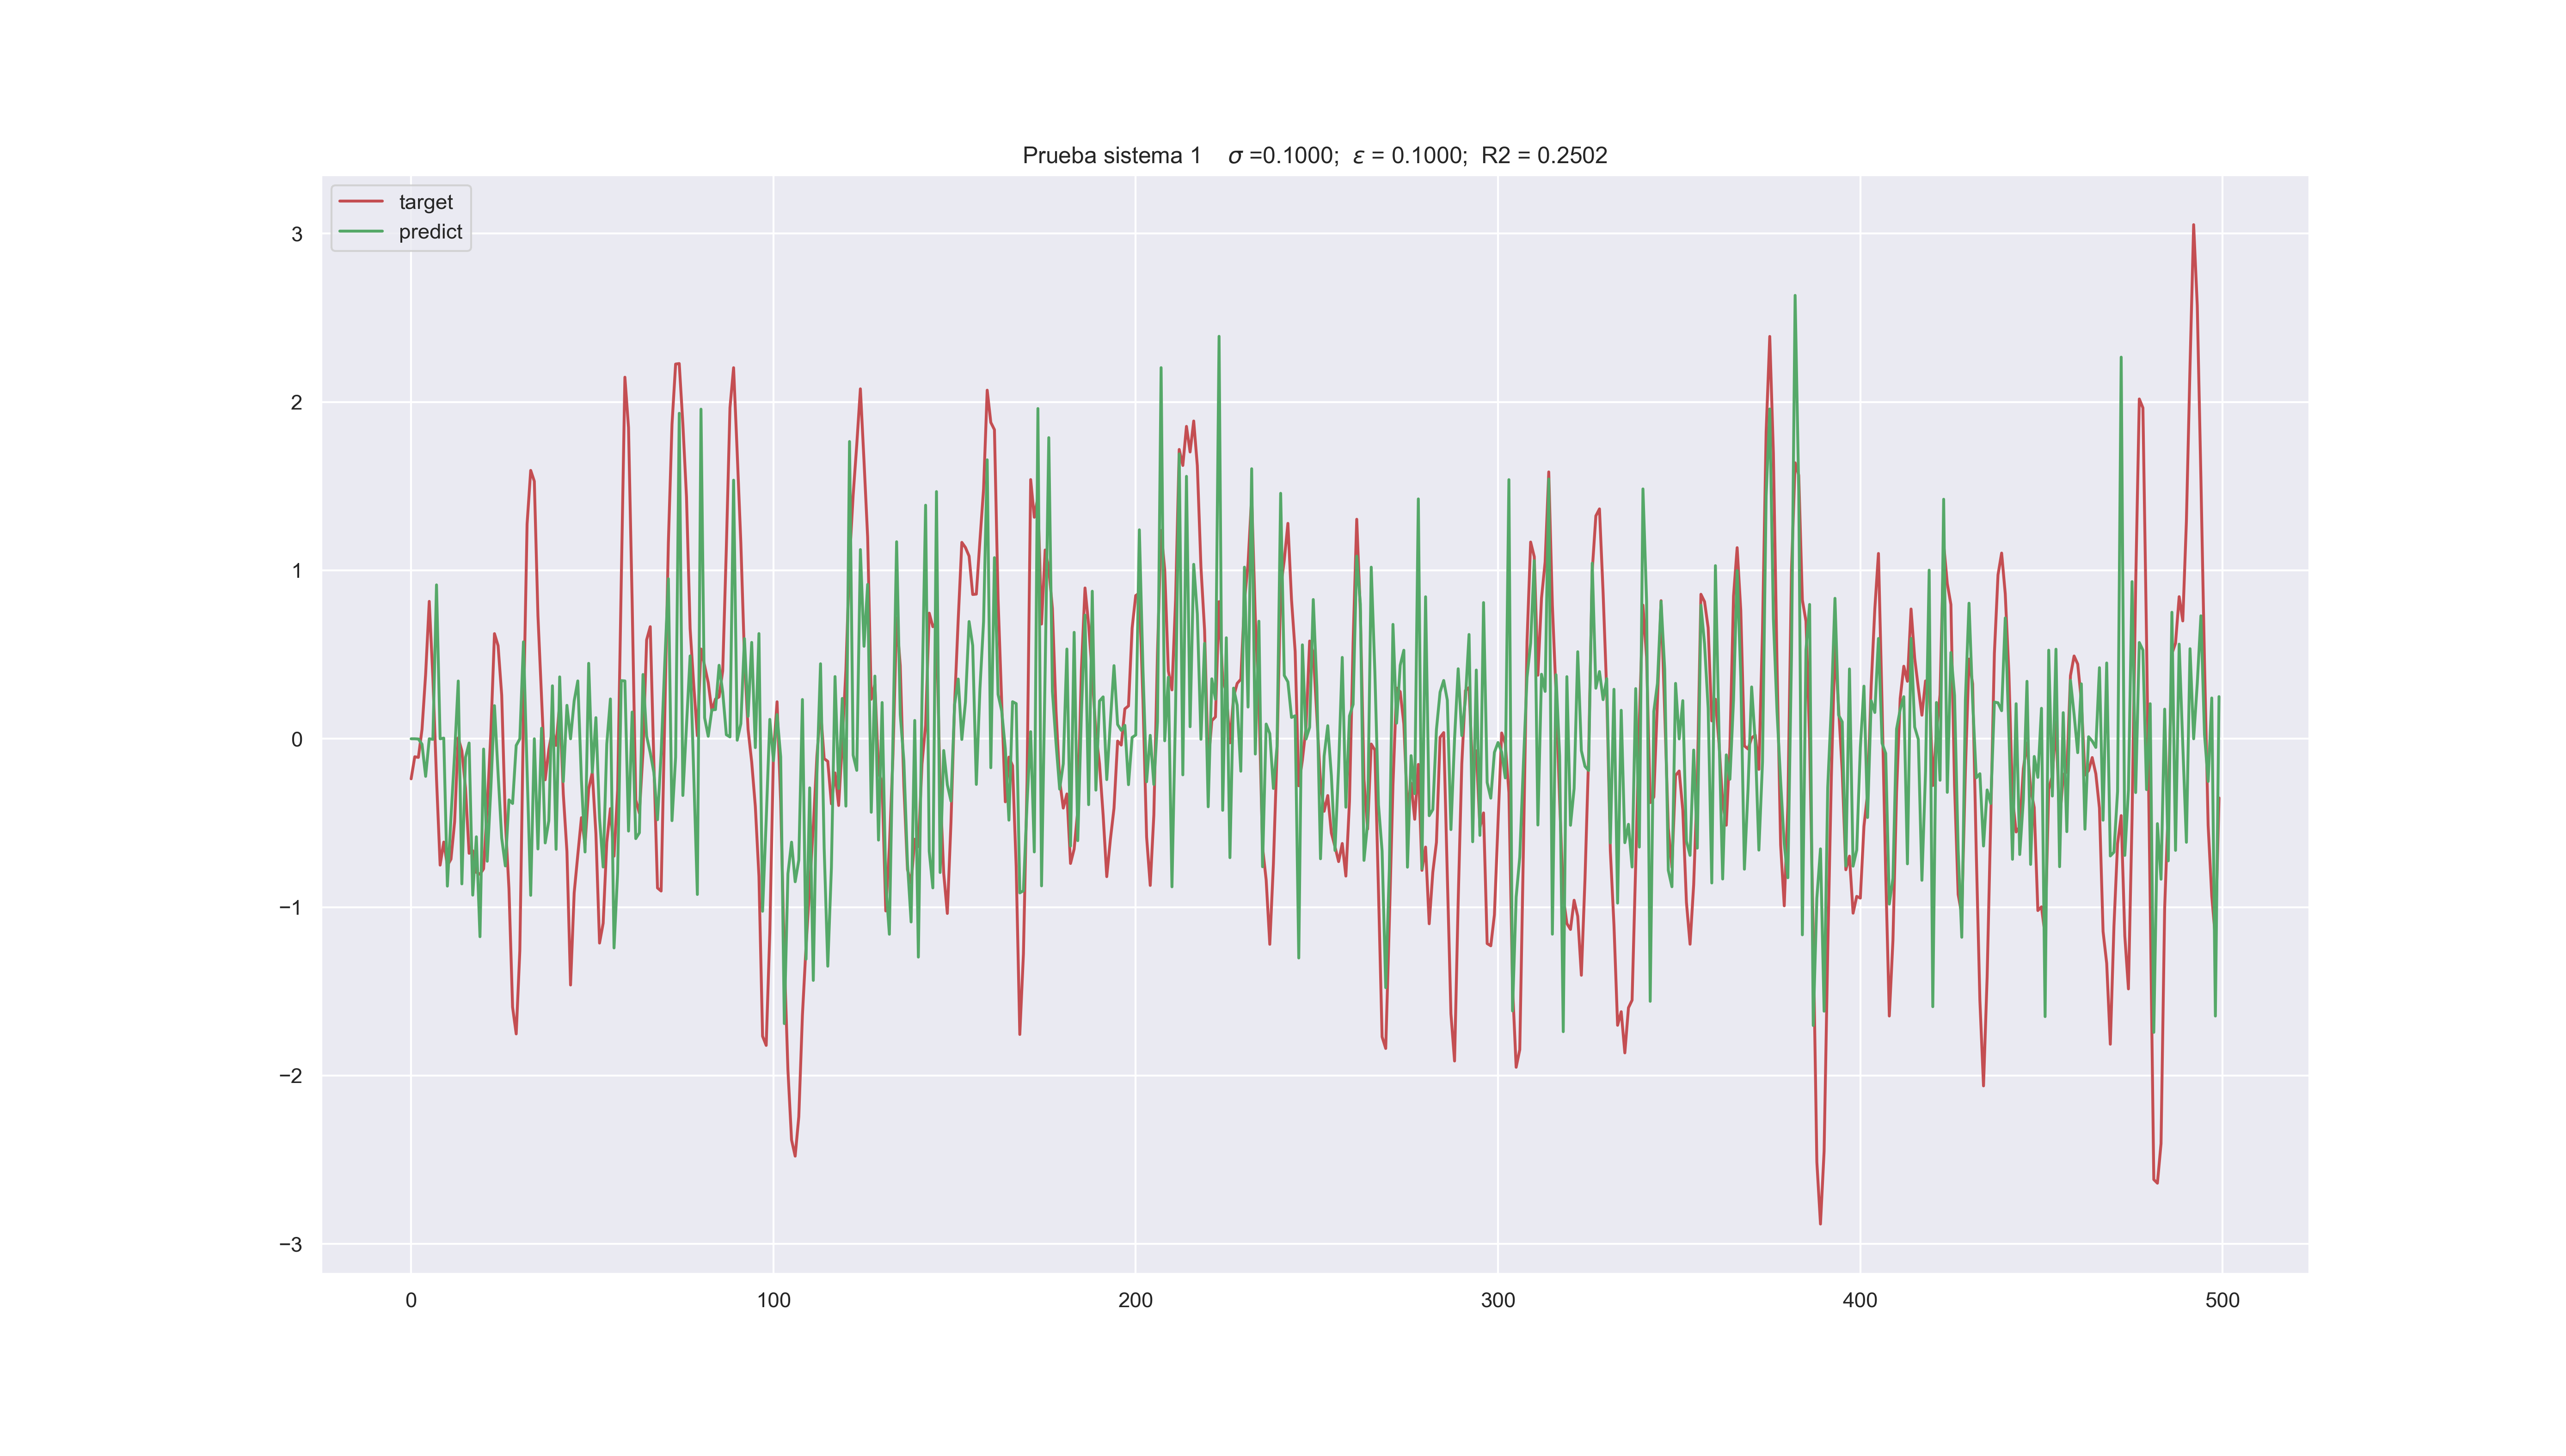 Prueba sistema 1 σ =0.1000; ε = 0.1000; R2 = 0.2502
target
predict
3
2
1
0
−1
−2
−3
0 100 200 300 400 500